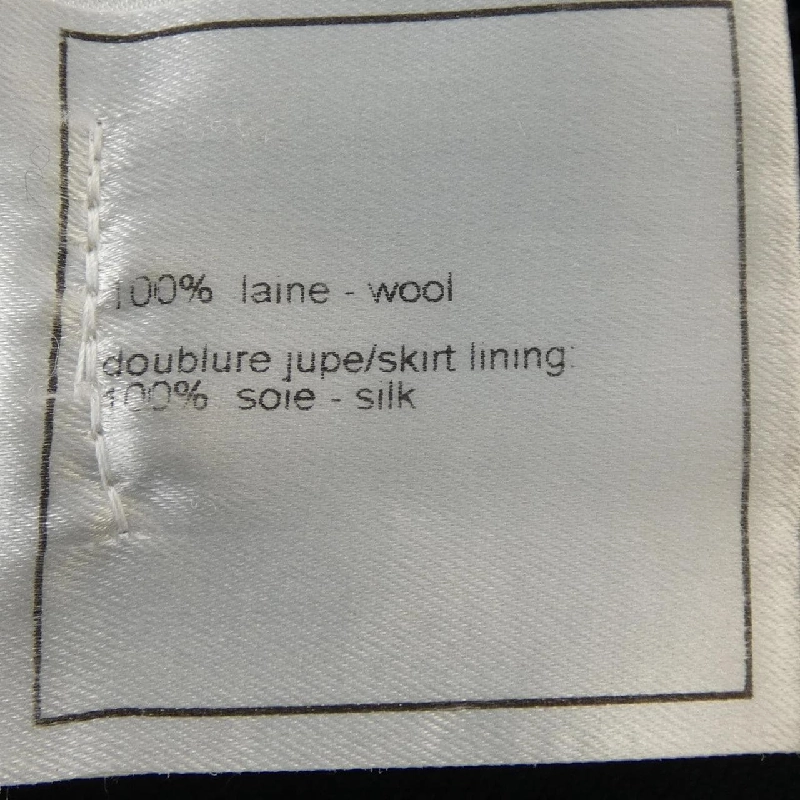 100% laine - wool
doublure jupe/skirt lining:
100% soie - silk